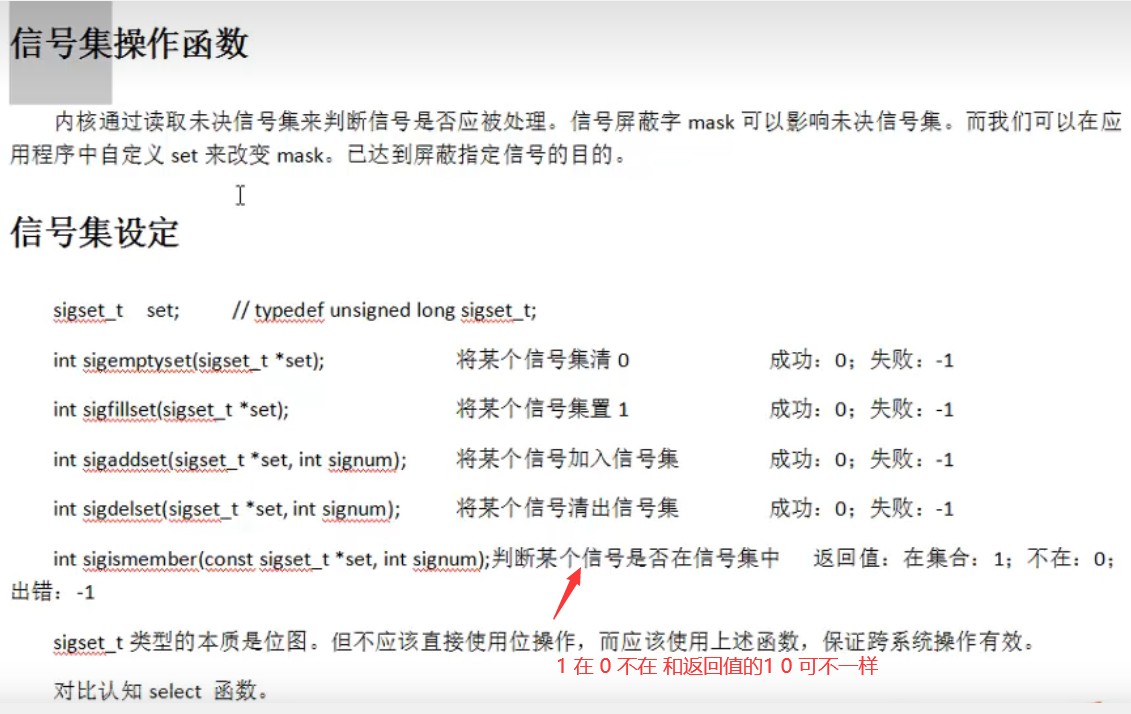 信号集操作函数
内核通过读取未决信号集来判断信号是否应被处理。信号屏蔽字 mask 可以影响未决信号集。而我们可以在应
用程序中自定义 set 来改变 mask。已达到屏蔽指定信号的目的。
信号集设定
sigset_t set; // typedef unsigned long sigset_t;
int sigemptyset(sigset_t *set); 将某个信号集清 0 成功：0；失败：-1
int sigfillset(sigset_t *set); 将某个信号集置 1 成功：0；失败：-1
int sigaddset(sigset_t *set, int signum); 将某个信号加入信号集 成功：0；失败：-1
int sigdelset(sigset_t *set, int signum); 将某个信号清出信号集 成功：0；失败：-1
int sigismember(const sigset_t *set, int signum);判断某个信号是否在信号集中 返回值：在集合：1；不在：0；
出错：-1
sigset_t 类型的本质是位图。但不应该直接使用位操作，而应该使用上述函数，保证跨系统操作有效。
1 在 0 不在 和返回值的1 0 可不一样
对比认知 select 函数。